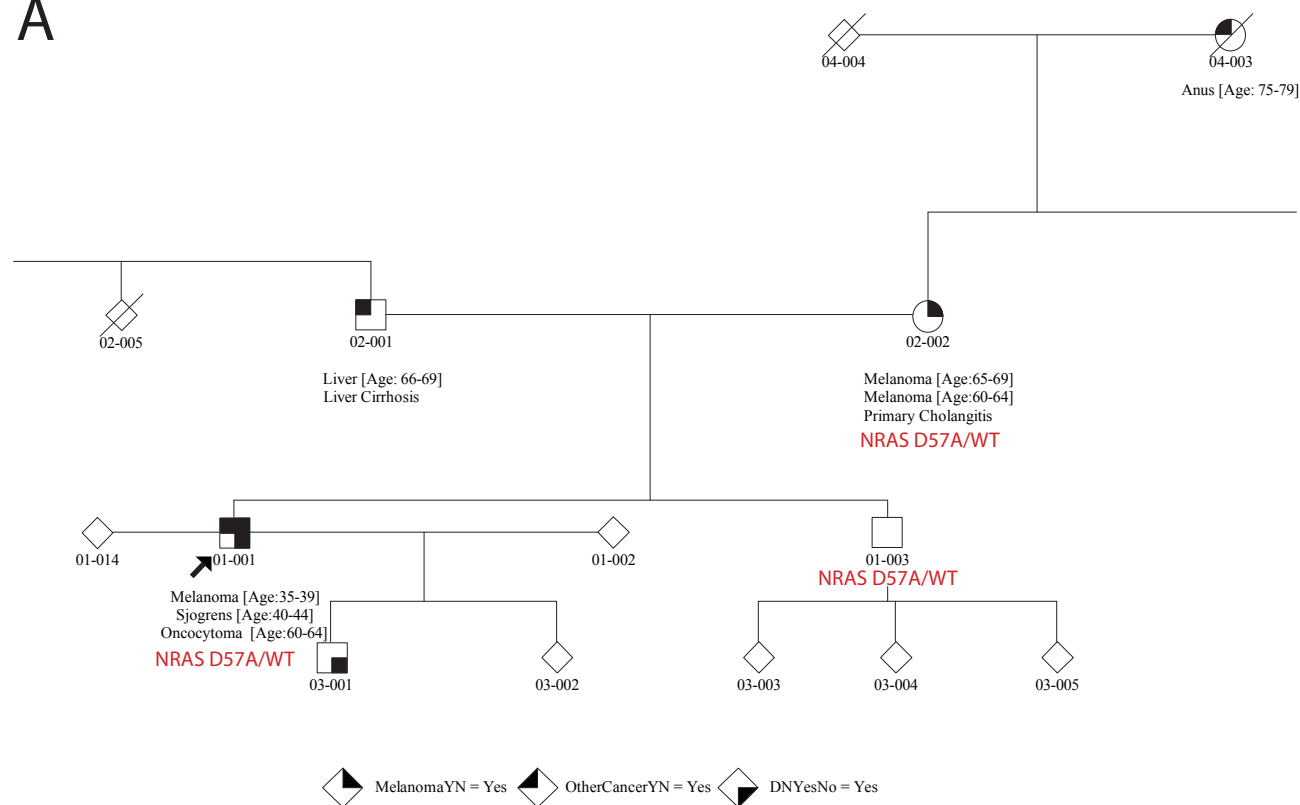 A
04-004
04-003
Anus [Age: 75-79]
02-005
02-001
02-002
Liver [Age: 66-69]
Liver Cirrhosis
Melanoma [Age:65-69]
Melanoma [Age:60-64]
Primary Cholangitis
NRAS D57A/WT
01-014
01-001
01-002
01-003
NRAS D57A/WT
Melanoma [Age:35-39]
Sjogrens [Age:40-44]
Oncocytoma [Age:60-64]
NRAS D57A/WT
03-001
03-002
03-003
03-004
03-005
MelanomaYN = Yes
OtherCancerYN = Yes
DNYesNo = Yes